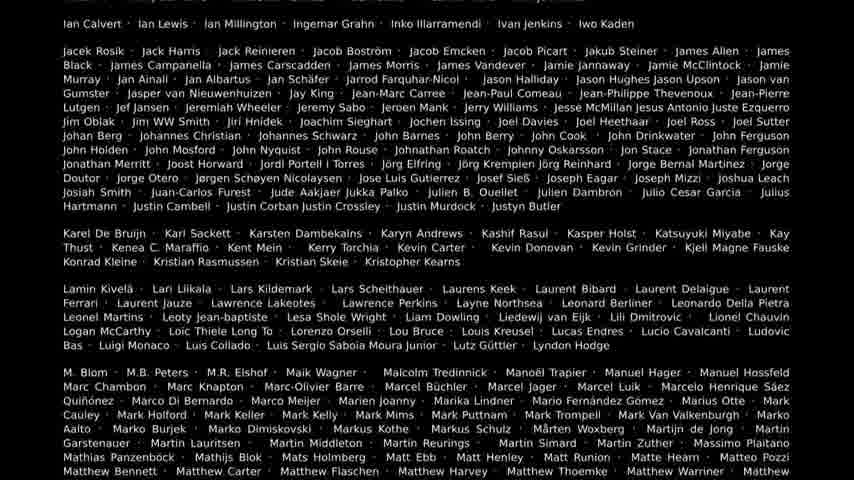 Ian Calvert · Ian Lewis · Ian Millington · Ingemar Grahn · Inko Illarramendi · Ivan Jenkins · Iwo Kaden
Jacek Rosik · Jack Harris · Jack Reinieren · Jacob Boström · Jacob Emcken · Jacob Picart · Jakub Steiner · James Allen · James
Black · James Campanella · James Carscadden · James Morris · James Vandever · Jamie Jannaway · Jamie McClintock · Jamie
Murray · Jan Ainali · Jan Albartus · Jan Schäfer · Jarrod Farquhar-Nicol · Jason Halliday · Jason Hughes Jason Upson · Jason van
Gumster · Jasper van Nieuwenhuizen · Jay King · Jean-Marc Carree · Jean-Paul Comeau · Jean-Philippe Thevenoux · Jean-Pierre
Lutgen · Jef Jansen · Jeremiah Wheeler · Jeremy Sabo · Jeroen Mank · Jerry Williams · Jesse McMillan Jesus Antonio Juste Ezquerro
Jim Oblak · Jim WW Smith · Jiri Hnídek · Joachim Sieghart · Jochen Issing · Joel Davies · Joel Heethaar · Joel Ross · Joel Sutter
Johan Berg · Johannes Christian · Johannes Schwarz · John Barnes · John Berry · John Cook · John Drinkwater · John Ferguson
John Holden · John Mosford · John Nyquist · John Rouse · Johnathan Roatch · Johnny Oskarsson · Jon Stace · Jonathan Ferguson
Jonathan Merritt · Joost Howard · Jordi Portell i Torres · Jörg Elfring · Jörg Krempien Jörg Reinhard · Jorge Bernal Martinez · Jorge
Doutor · Jorge Otero · Jørgen Schøyen Nicolaysen · Jose Luis Gutierrez · Josef Sieß · Joseph Eagar · Joseph Mizzi · Joshua Leach
Josiah Smith · Juan-Carlos Furest · Jude Aakjaer Jukka Palko · Julien B. Ouellet · Julien Dambron · Julio Cesar Garcia · Julius
Hartmann · Justin Cambell · Justin Corban Justin Crossley · Justin Murdock · Justyn Butler
Karel De Bruijn · Karl Sackett · Karsten Dambekalns · Karyn Andrews · Kashif Rasul · Kasper Holst · Katsuyuki Miyabe · Kay
Thust · Kenea C. Maraffio · Kent Mein · Kerry Torchia · Kevin Carter · Kevin Donovan · Kevin Grinder · Kjell Magne Fauske
Konrad Kleine · Kristian Rasmussen · Kristian Skeie · Kristopher Kearns
Lamin Kivelä · Lari Liikala · Lars Kildemark · Lars Scheithauer · Laurens Keek · Laurent Bibard · Laurent Delaigue · Laurent
Ferrari · Laurent Jauze · Lawrence Lakeotes · Lawrence Perkins · Layne Northsea · Leonard Berliner · Leonardo Della Pietra
Leonel Martins · Leoty Jean-baptiste · Lesa Shole Wright · Liam Dowling · Liedewij van Eijk · Lili Dmitrovic · Lionel Chauvin
Logan McCarthy · Loïc Thiele Long To · Lorenzo Orselli · Lou Bruce · Louis Kreusel · Lucas Endres · Lucio Cavalcanti · Ludovic
Bas · Luigi Monaco · Luis Collado · Luis Sergio Saboia Moura Junior · Lutz Güttler · Lyndon Hodge
M. Blom · M.B. Peters · M.R. Elshof · Maik Wagner · Malcolm Tredinnick · Manoël Trapier · Manuel Hager · Manuel Hossfeld
Marc Chambon · Marc Knapton · Marc-Olivier Barre · Marcel Büchler · Marcel Jager · Marcel Luik · Marcelo Henrique Sáez
Quiñónez · Marco Di Bernardo · Marco Meijer · Marien Joanny · Marika Lindner · Mario Fernández Gómez · Marius Otte · Mark
Cauley · Mark Holford · Mark Keller · Mark Kelly · Mark Mims · Mark Puttnam · Mark Trompell · Mark Van Valkenburgh · Marko
Aalto · Marko Burjek · Marko Dimiskovski · Markus Kothe · Markus Schulz · Mårten Woxberg · Martijn de Jong · Martin
Garstenauer · Martin Lauritsen · Martin Middleton · Martin Reurings · Martin Simard · Martin Zuther · Massimo Plaitano
Mathias Panzenböck · Mathijs Blok · Mats Holmberg · Matt Ebb · Matt Henley · Matt Runion · Matte Hearn · Matteo Pozzi
Matthew Bennett · Matthew Carter · Matthew Flaschen · Matthew Harvey · Matthew Thoemke · Matthew Warriner · Matthew